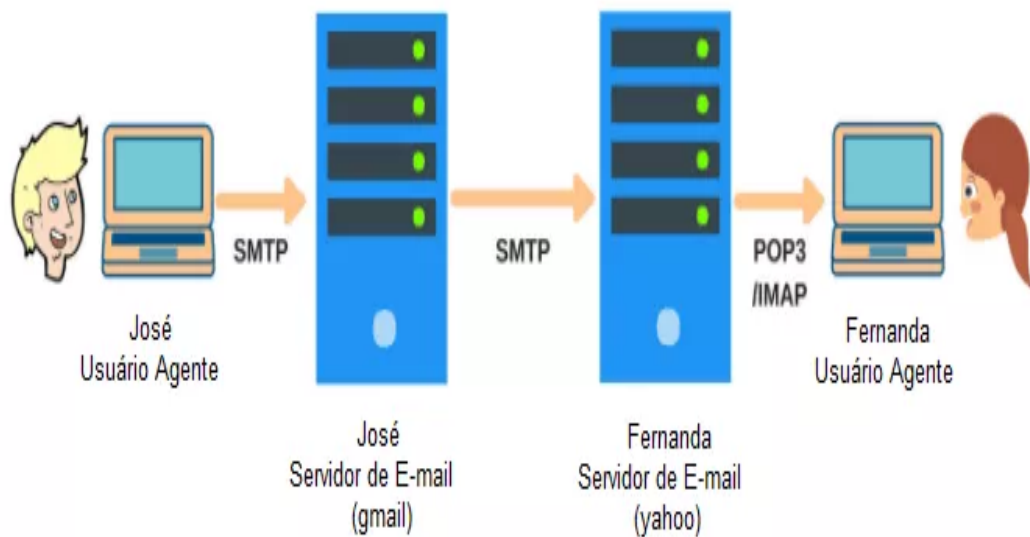 SMTP
SMTP
POP3
/IMAP
José
Usuário Agente
Fernanda
Usuário Agente
José
Servidor de E-mail
(gmail)
Fernanda
Servidor de E-mail
(yahoo)